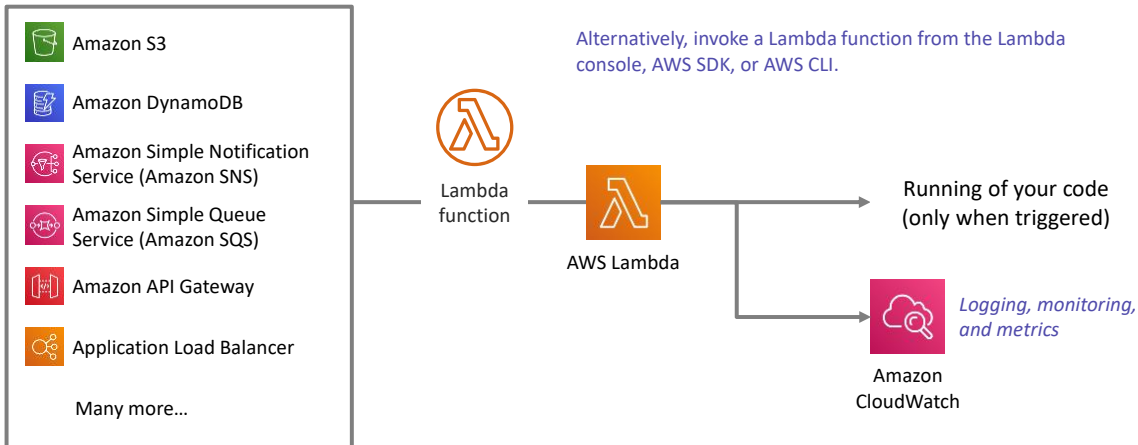 Amazon S3
Amazon DynamoDB
Amazon Simple Notification
Service (Amazon SNS)
Amazon Simple Queue
Service (Amazon SQS)
Amazon API Gateway
Application Load Balancer
Many more…
Alternatively, invoke a Lambda function from the Lambda
console, AWS SDK, or AWS CLI.
Lambda
function
AWS Lambda
Running of your code
(only when triggered)
Logging, monitoring,
and metrics
Amazon
CloudWatch